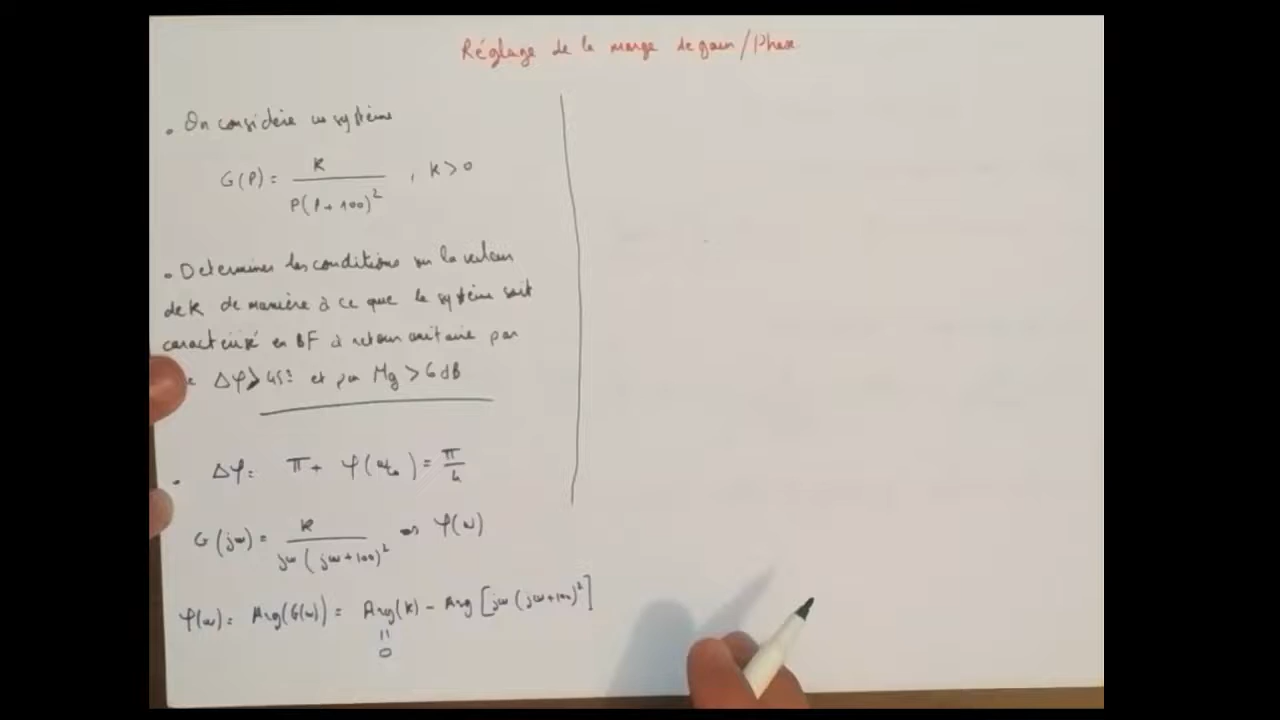 Réglage de la marge de gain/Phase
• On considère un système
G(P) = K / P(P+100)² , K>0
• Determiner les conditions sur la valeur
de K de manière à ce que le système soit
caractérisé en BF à retour unitaire par
Δφ > 45° et par Mg > 6dB
• Δφ = π + φ(ωc₀) = π/4
G(jω) = K / jω(jω+100)² ⇒ φ(ω)
φ(ω) = Arg(G(ω)) = Arg(K) - Arg[jω(jω+100)²]
=
0